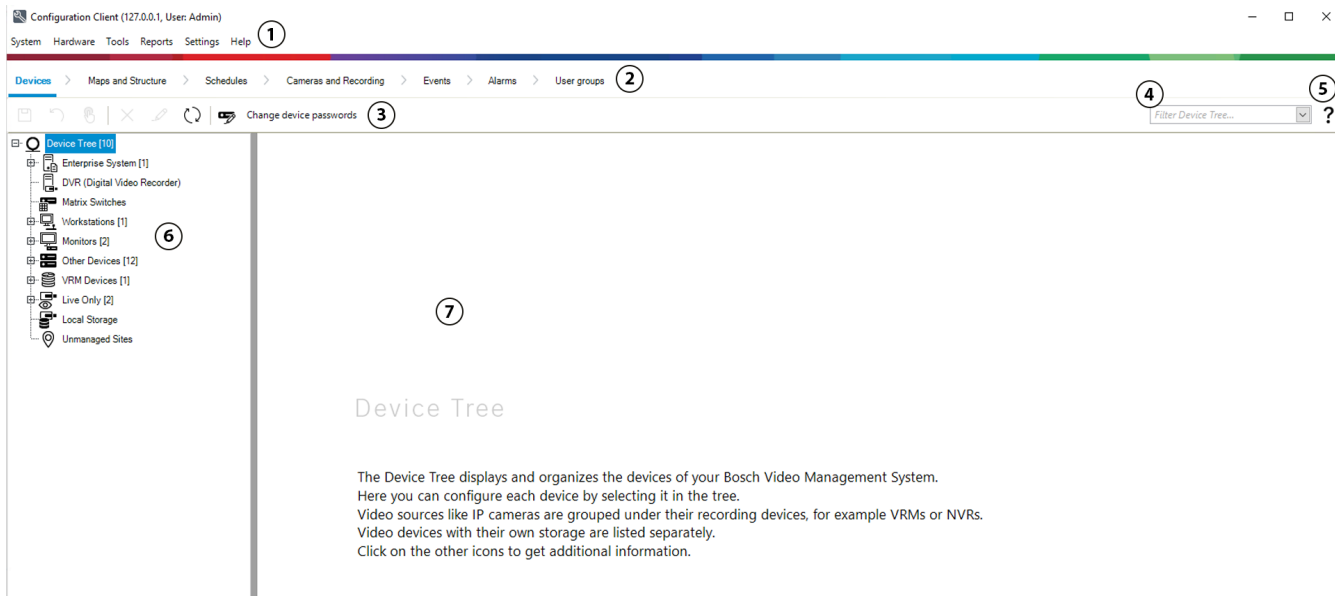 Configuration Client (127.0.0.1, User: Admin)
System Hardware Tools Reports Settings Help 1
Devices > Maps and Structure > Schedules > Cameras and Recording > Events > Alarms > User groups 2
Change device passwords 3
4
Filter Device Tree...
5
?
Device Tree [10]
Enterprise System [1]
DVR (Digital Video Recorder)
Matrix Switches
Workstations [1]
6
Monitors [2]
Other Devices [12]
VRM Devices [1]
Live Only [2]
Local Storage
Unmanaged Sites
7
Device Tree
The Device Tree displays and organizes the devices of your Bosch Video Management System.
Here you can configure each device by selecting it in the tree.
Video sources like IP cameras are grouped under their recording devices, for example VRMs or NVRs.
Video devices with their own storage are listed separately.
Click on the other icons to get additional information.